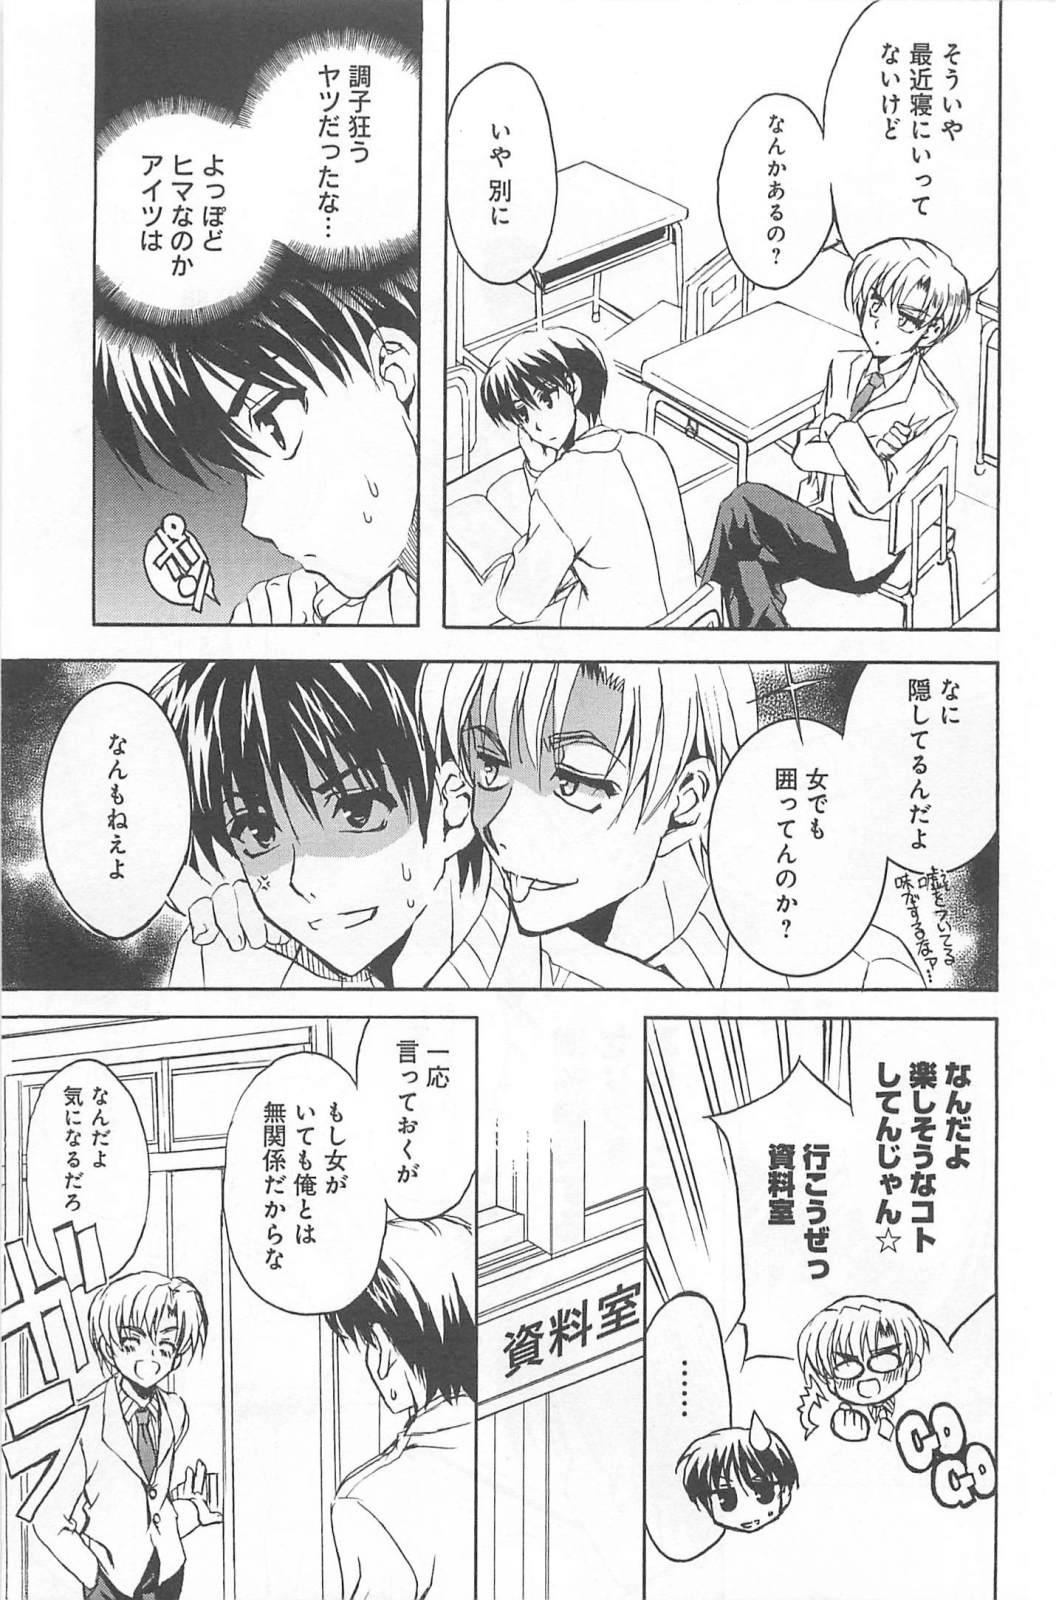 そういや
最近寝にいって
ないけど
なんかあるの?
いや 別に
調子狂う
ヤツだったな…
よっぽど
ヒマなのか
アイツは
ポツ
なに
隠してるんだよ
嘘をついてる
味がするなァ…
女でも
囲ってんのか?
なんもねえよ
なんだよ
楽しそうなコト
してんじゃん☆
行こうぜっ
資料室
GO
GO
……
資料室
一応
言っておくが
もし女が
いても俺とは
無関係だからな
なんだよ
気になるだろ
ガラ